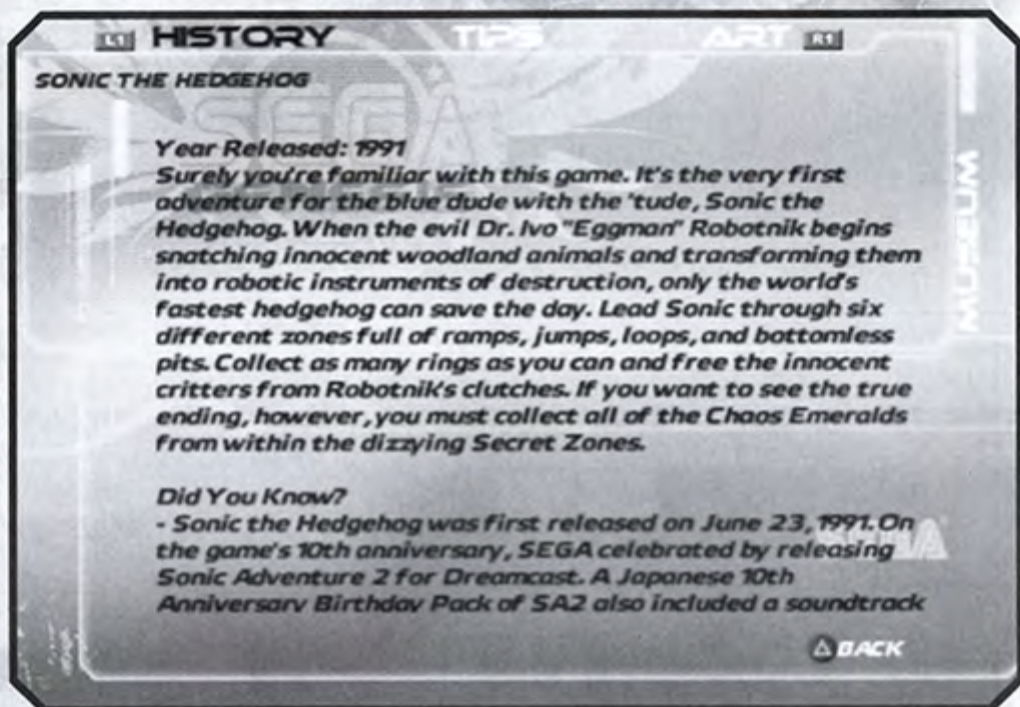 L1 HISTORY TIPS ART R1
SONIC THE HEDGEHOG
SEGA
MUSEUM
Year Released: 1991
Surely you're familiar with this game. It's the very first
adventure for the blue dude with the 'tude, Sonic the
Hedgehog. When the evil Dr. Ivo "Eggman" Robotnik begins
snatching innocent woodland animals and transforming them
into robotic instruments of destruction, only the world's
fastest hedgehog can save the day. Lead Sonic through six
different zones full of ramps, jumps, loops, and bottomless
pits. Collect as many rings as you can and free the innocent
critters from Robotnik's clutches. If you want to see the true
ending, however, you must collect all of the Chaos Emeralds
from within the dizzying Secret Zones.
Did You Know?
- Sonic the Hedgehog was first released on June 23, 1991. On
the game's 10th anniversary, SEGA celebrated by releasing
Sonic Adventure 2 for Dreamcast. A Japanese 10th
Anniversary Birthday Pack of SA2 also included a soundtrack
BACK